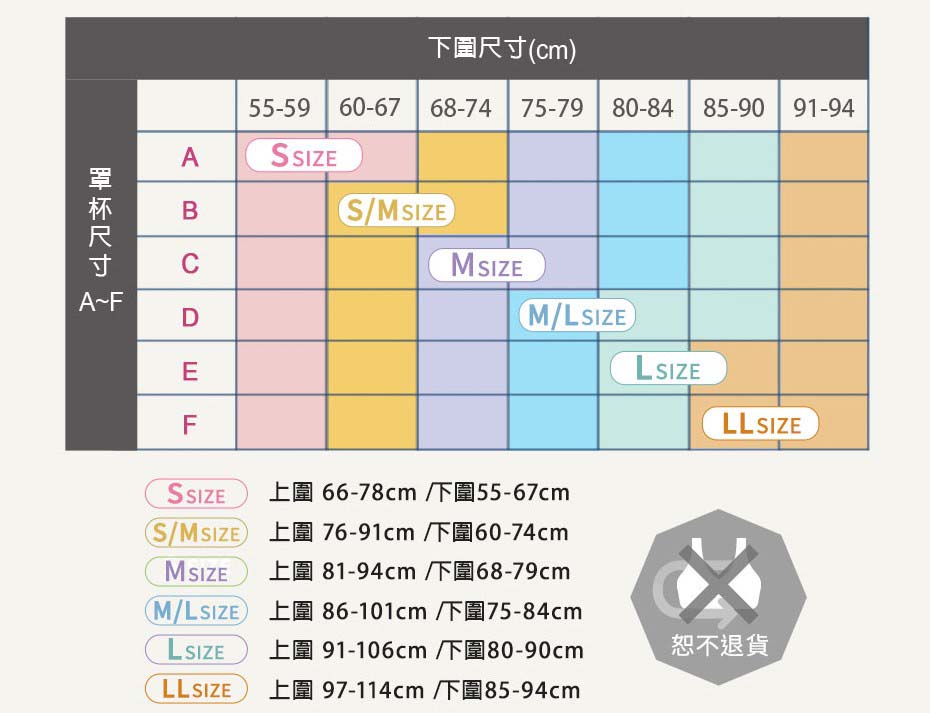 下圍尺寸(cm)
55-59 60-67 68-74 75-79 80-84 85-90 91-94
罩杯尺寸
A~F
A
S SIZE
B
S/M SIZE
C
M SIZE
D
M/L SIZE
E
L SIZE
F
LL SIZE
S SIZE 上圍 66-78cm /下圍55-67cm
S/M SIZE 上圍 76-91cm /下圍60-74cm
M SIZE 上圍 81-94cm /下圍68-79cm
M/L SIZE 上圍 86-101cm /下圍75-84cm
L SIZE 上圍 91-106cm /下圍80-90cm
LL SIZE 上圍 97-114cm /下圍85-94cm
恕不退貨